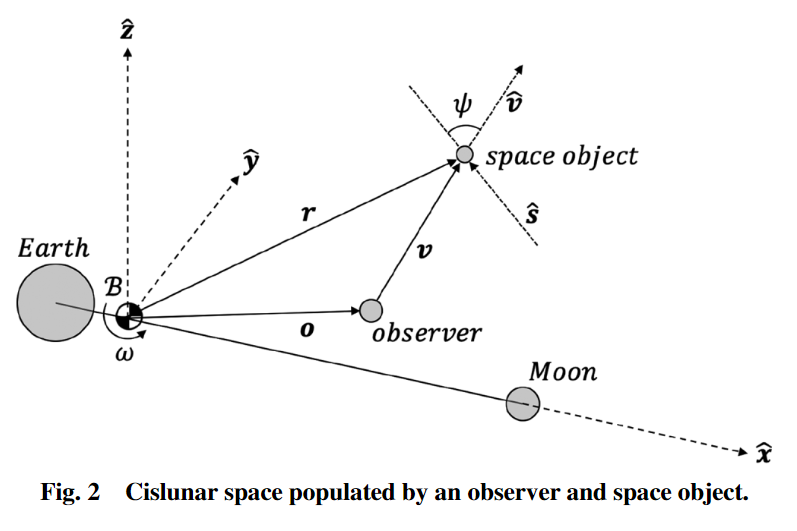 ẑ
ψ
v̂
space object
ŷ
r
ŝ
Earth
v
ℬ
o
observer
ω
Moon
x̂
Fig. 2 Cislunar space populated by an observer and space object.